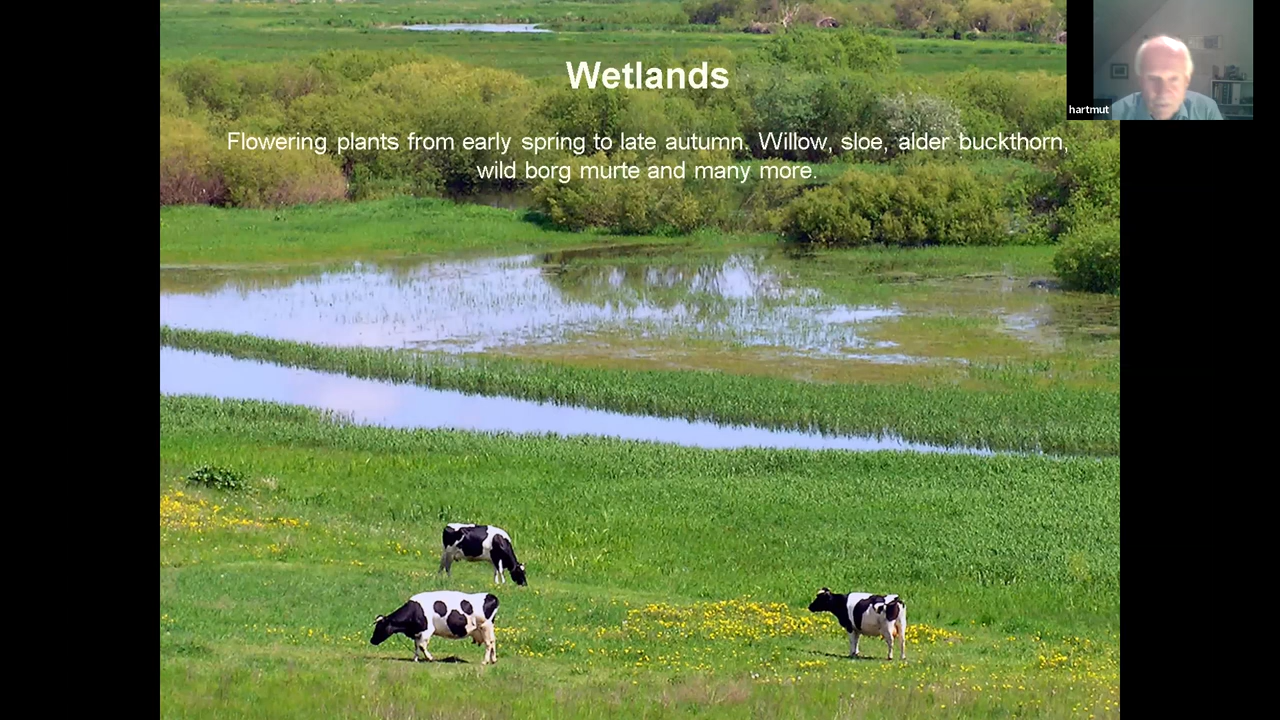 Wetlands
hartmut
Flowering plants from early spring to late autumn. Willow, sloe, alder buckthorn,
wild borg murte and many more.